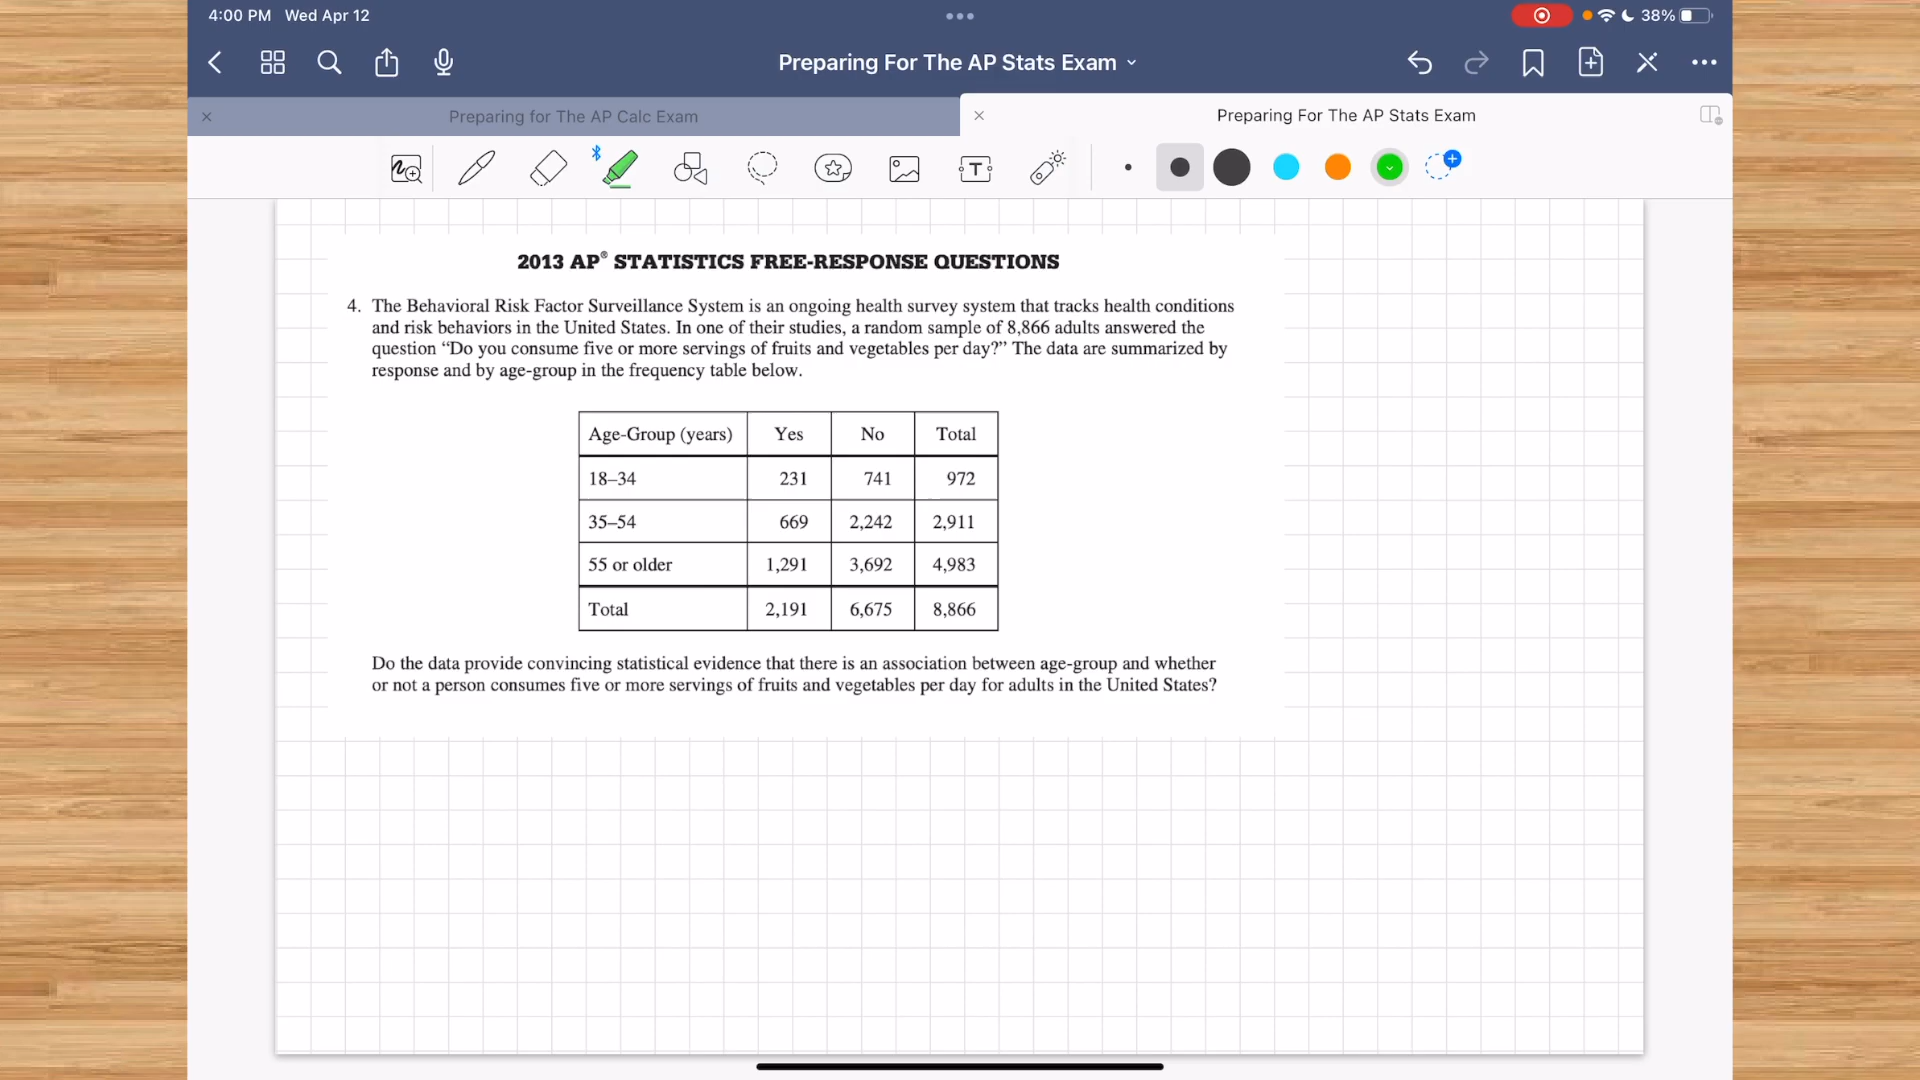 4:00 PM Wed Apr 12
38%
Preparing For The AP Stats Exam
Preparing for The AP Calc Exam
Preparing For The AP Stats Exam
T
2013 AP® STATISTICS FREE-RESPONSE QUESTIONS
4. The Behavioral Risk Factor Surveillance System is an ongoing health survey system that tracks health conditions
and risk behaviors in the United States. In one of their studies, a random sample of 8,866 adults answered the
question “Do you consume five or more servings of fruits and vegetables per day?” The data are summarized by
response and by age-group in the frequency table below.
Age-Group (years) Yes No Total
18–34 231 741 972
35–54 669 2,242 2,911
55 or older 1,291 3,692 4,983
Total 2,191 6,675 8,866
Do the data provide convincing statistical evidence that there is an association between age-group and whether
or not a person consumes five or more servings of fruits and vegetables per day for adults in the United States?